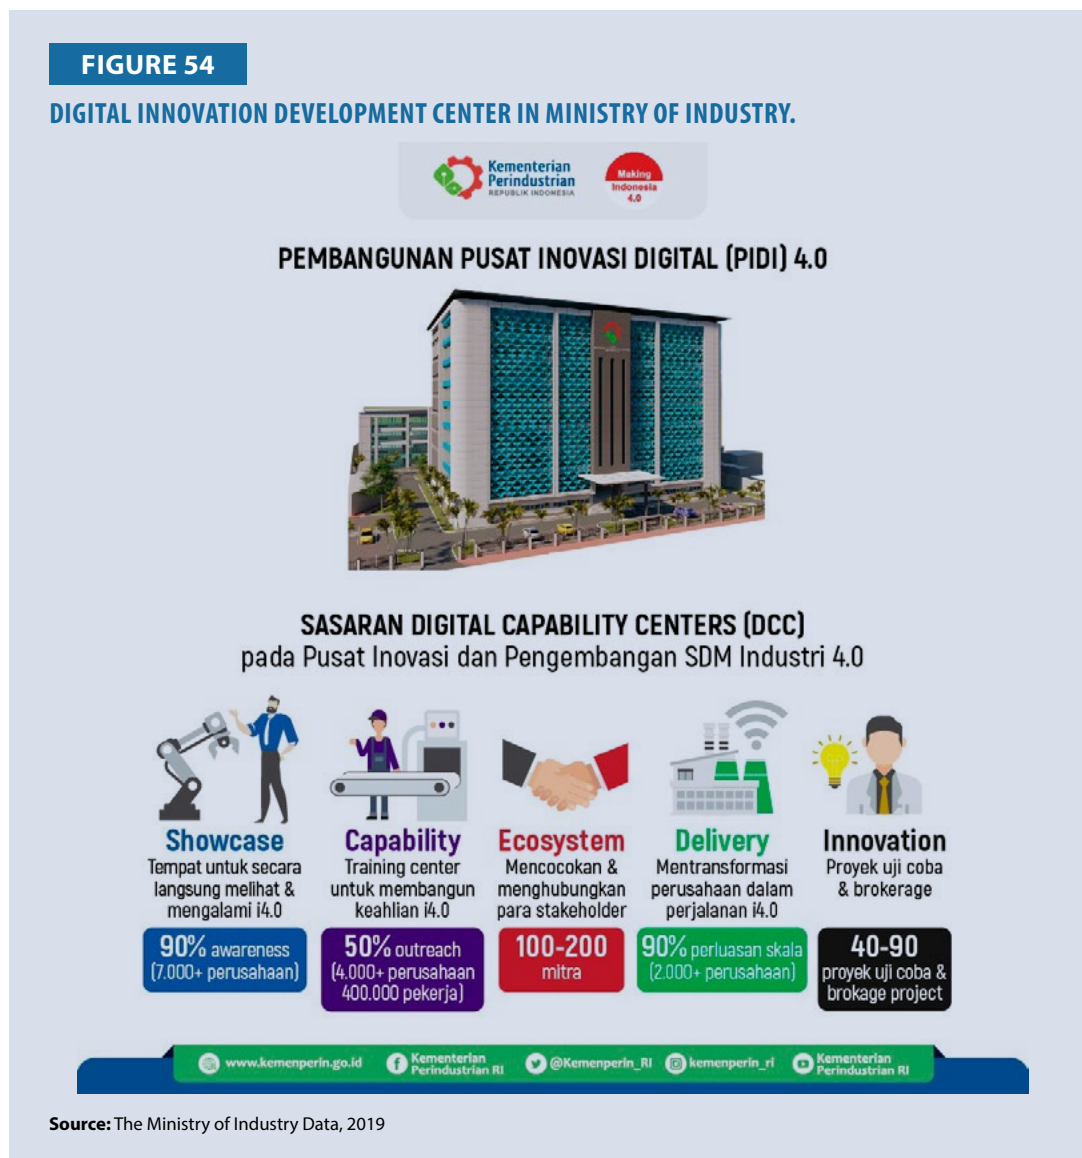 FIGURE 54
DIGITAL INNOVATION DEVELOPMENT CENTER IN MINISTRY OF INDUSTRY.
Kementerian
Perindustrian
REPUBLIK INDONESIA
Making
Indonesia
4.0
PEMBANGUNAN PUSAT INOVASI DIGITAL (PIDI) 4.0
SASARAN DIGITAL CAPABILITY CENTERS (DCC)
pada Pusat Inovasi dan Pengembangan SDM Industri 4.0
Showcase
Tempat untuk secara
langsung melihat &
mengalami i4.0
90% awareness
(7.000+ perusahaan)
Capability
Training center
untuk membangun
keahlian i4.0
50% outreach
(4.000+ perusahaan
400.000 pekerja)
Ecosystem
Mencocokan &
menghubungkan
para stakeholder
100-200
mitra
Delivery
Mentransformasi
perusahaan dalam
perjalanan i4.0
90% perluasan skala
(2.000+ perusahaan)
Innovation
Proyek uji coba
& brokerage
40-90
proyek uji coba &
brokage project
www.kemenperin.go.id
Kementerian
Perindustrian RI
@Kemenperin_RI
kemenperin_ri
Kementerian
Perindustrian RI
Source: The Ministry of Industry Data, 2019